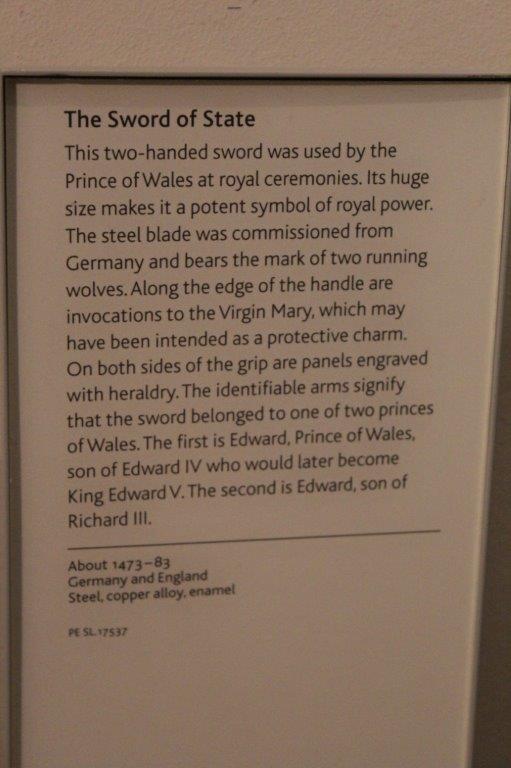 The Sword of State
This two-handed sword was used by the
Prince of Wales at royal ceremonies. Its huge
size makes it a potent symbol of royal power.
The steel blade was commissioned from
Germany and bears the mark of two running
wolves. Along the edge of the handle are
invocations to the Virgin Mary, which may
have been intended as a protective charm.
On both sides of the grip are panels engraved
with heraldry. The identifiable arms signify
that the sword belonged to one of two princes
of Wales. The first is Edward, Prince of Wales,
son of Edward IV who would later become
King Edward V. The second is Edward, son of
Richard III.
About 1473–83
Germany and England
Steel, copper alloy, enamel
PE SL.17537